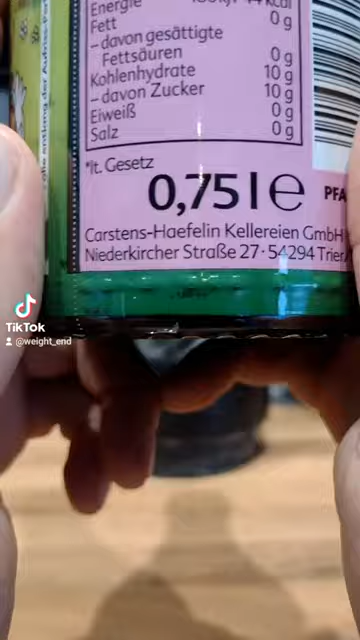 Energie
Fett 0 g
– davon gesättigte
Fettsäuren 0 g
Kohlenhydrate 10 g
– davon Zucker 10 g
Eiweiß 0 g
Salz 0 g
*lt. Gesetz
0,75 l e PFA
Carstens-Haefelin Kellereien GmbH
Niederkircher Straße 27 · 54294 Trier
TikTok
@weight_end